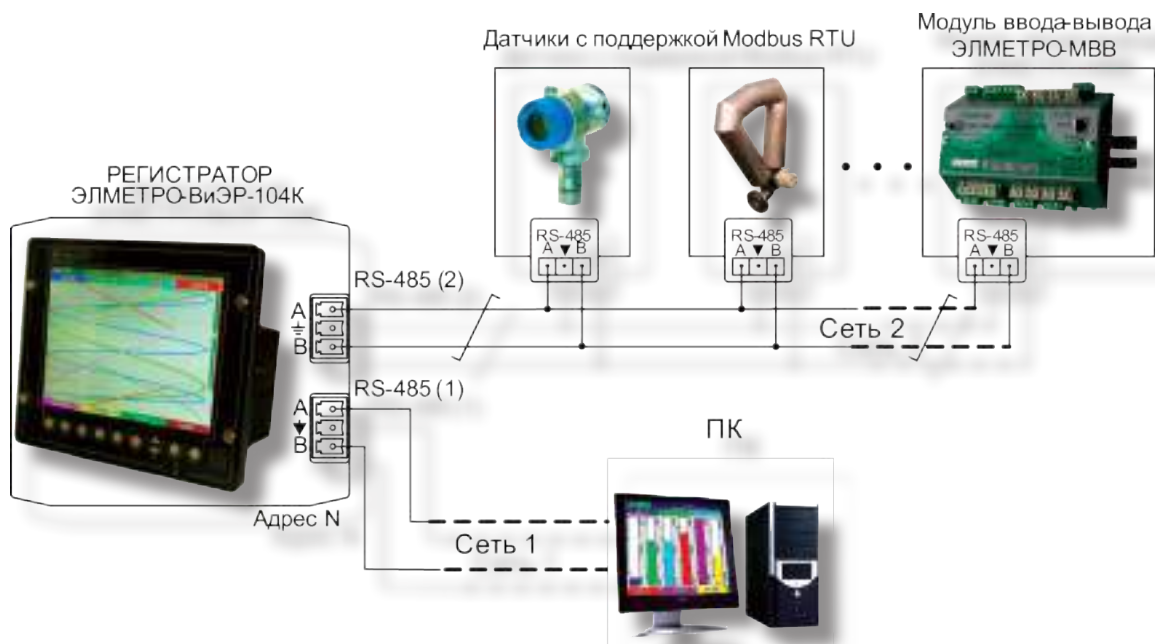 Датчики с поддержкой Modbus RTU
Модуль ввода-вывода
ЭЛМЕТРО-МВВ
РЕГИСТРАТОР
ЭЛМЕТРО-ВиЭР-104К
RS-485
A ▼ B
RS-485
A ▼ B
RS-485
A ▼ B
RS-485 (2)
A
B
Сеть 2
RS-485 (1)
A
B
Адрес N
Сеть 1
ПК